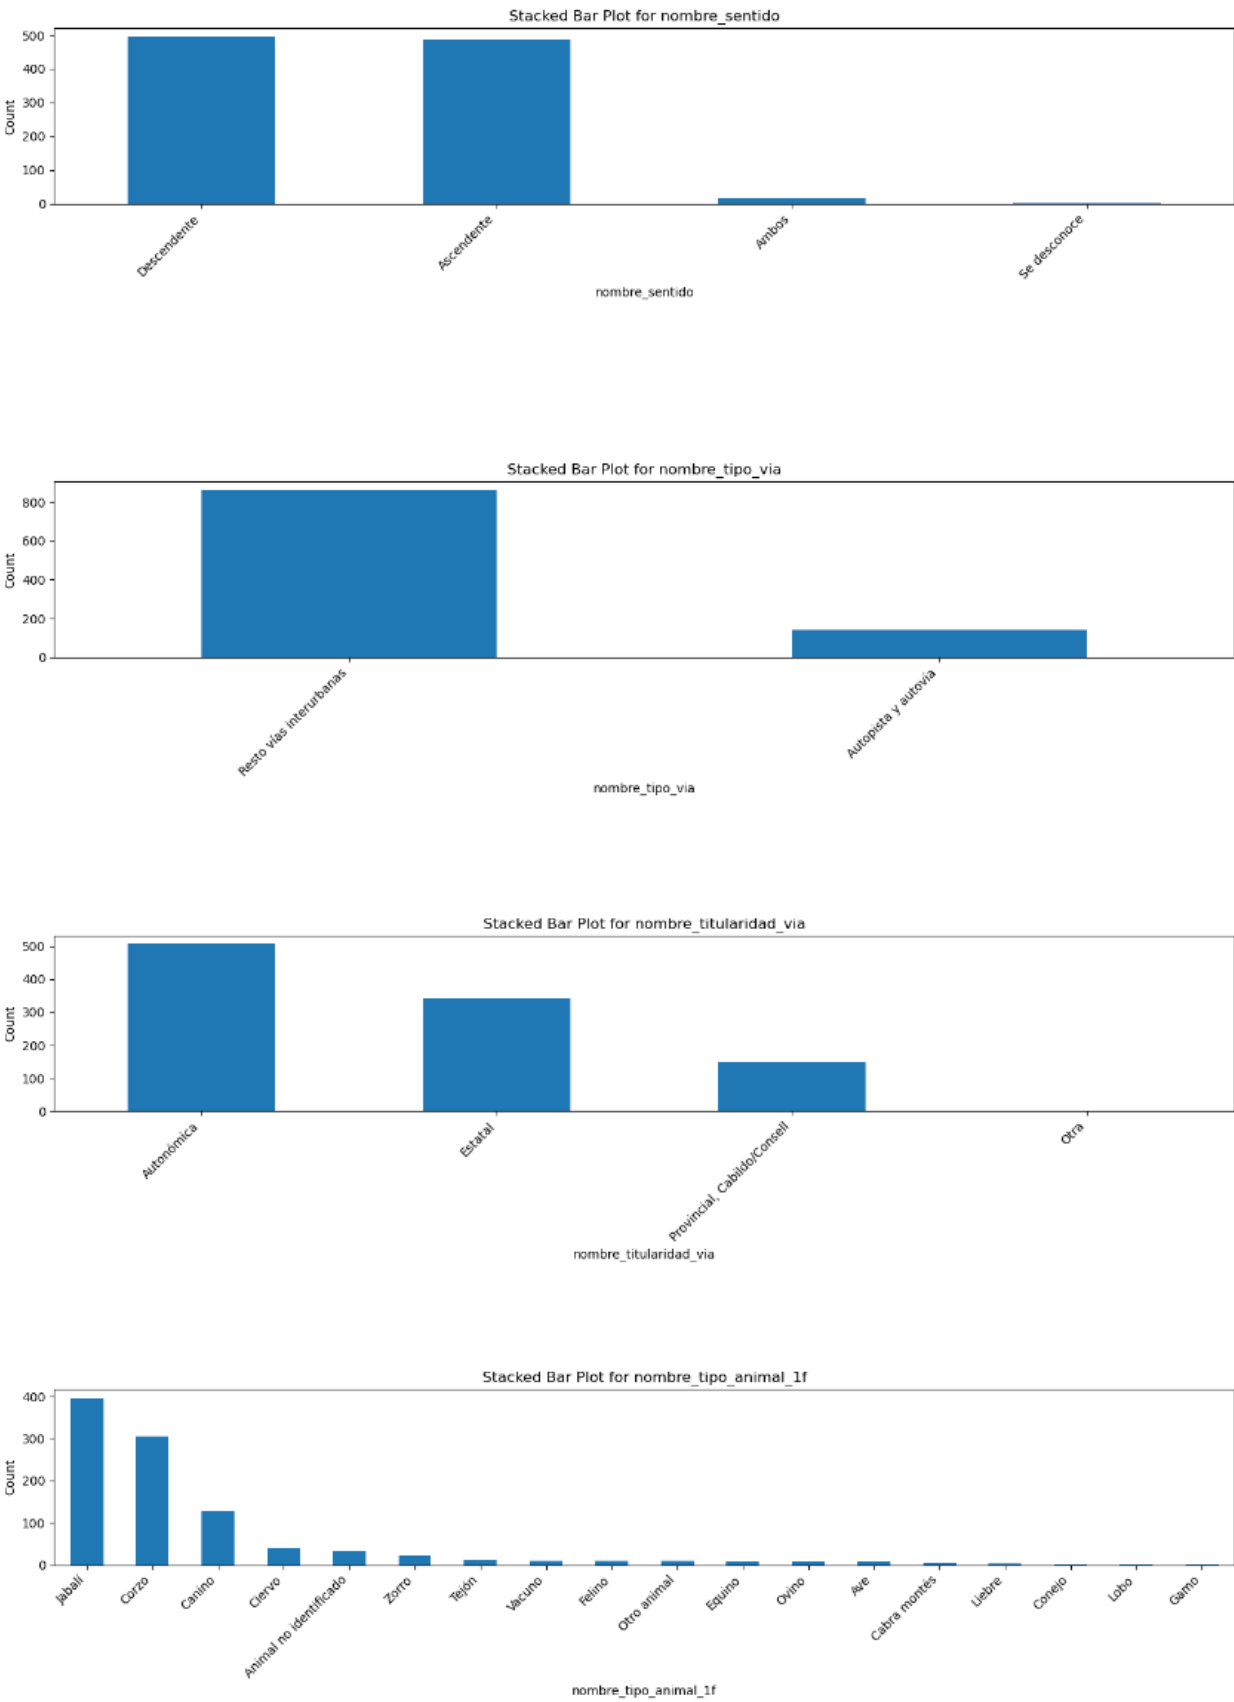 Stacked Bar Plot for nombre_sentido
500
400
300
200
100
0
Count
Descendente
Ascendente
Ambos
Se desconoce
nombre_sentido
Stacked Bar Plot for nombre_tipo_via
800
600
400
200
0
Count
Resto vías interurbanas
Autopista y autovía
nombre_tipo_via
Stacked Bar Plot for nombre_titularidad_via
500
400
300
200
100
0
Count
Autonómica
Estatal
Provincial, Cabildo/Consell
Otra
nombre_titularidad_via
Stacked Bar Plot for nombre_tipo_animal_1f
400
300
200
100
0
Count
Jabalí
Corzo
Canino
Ciervo
Animal no identificado
Zorro
Tejón
Vacuno
Felino
Otro animal
Equino
Ovino
Ave
Cabra montés
Liebre
Conejo
Lobo
Gamo
nombre_tipo_animal_1f